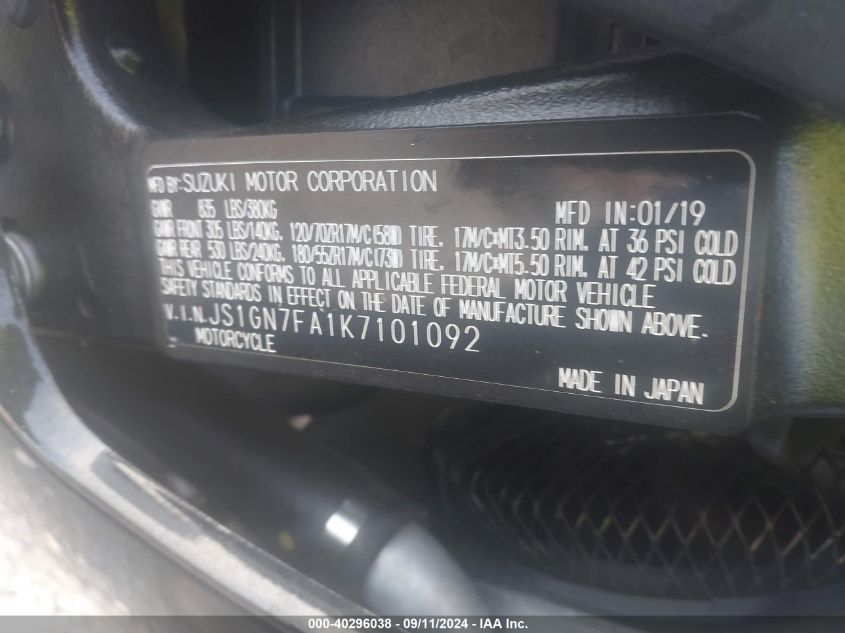 MFD BY:SUZUKI MOTOR CORPORATION
GVWR 835 LBS/380KG MFD IN:01/19
GAWR FRONT 305 LBS/140KG. 120/70ZR17M/C(58W) TIRE. 17M/C×MT3.50 RIM. AT 36 PSI COLD
GAWR REAR 530 LBS/240KG. 180/55ZR17M/C(73W) TIRE. 17M/C×MT5.50 RIM. AT 42 PSI COLD
THIS VEHICLE CONFORMS TO ALL APPLICABLE FEDERAL MOTOR VEHICLE
SAFETY STANDARDS IN EFFECT ON THE DATE OF MANUFACTURE SHOWN ABOVE.
V.I.N.JS1GN7FA1K7101092
MOTORCYCLE
MADE IN JAPAN
000-40296038 - 09/11/2024 - IAA Inc.